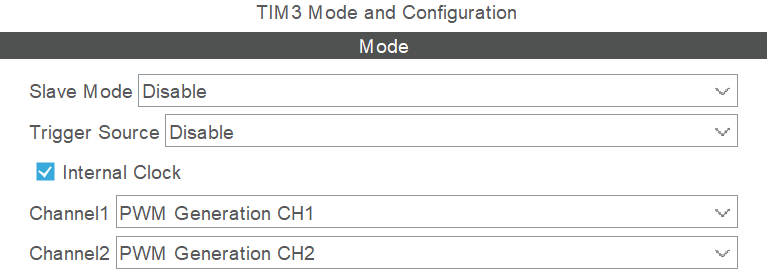 TIM3 Mode and Configuration
Mode
Slave Mode Disable
Trigger Source Disable
Internal Clock
Channel1 PWM Generation CH1
Channel2 PWM Generation CH2